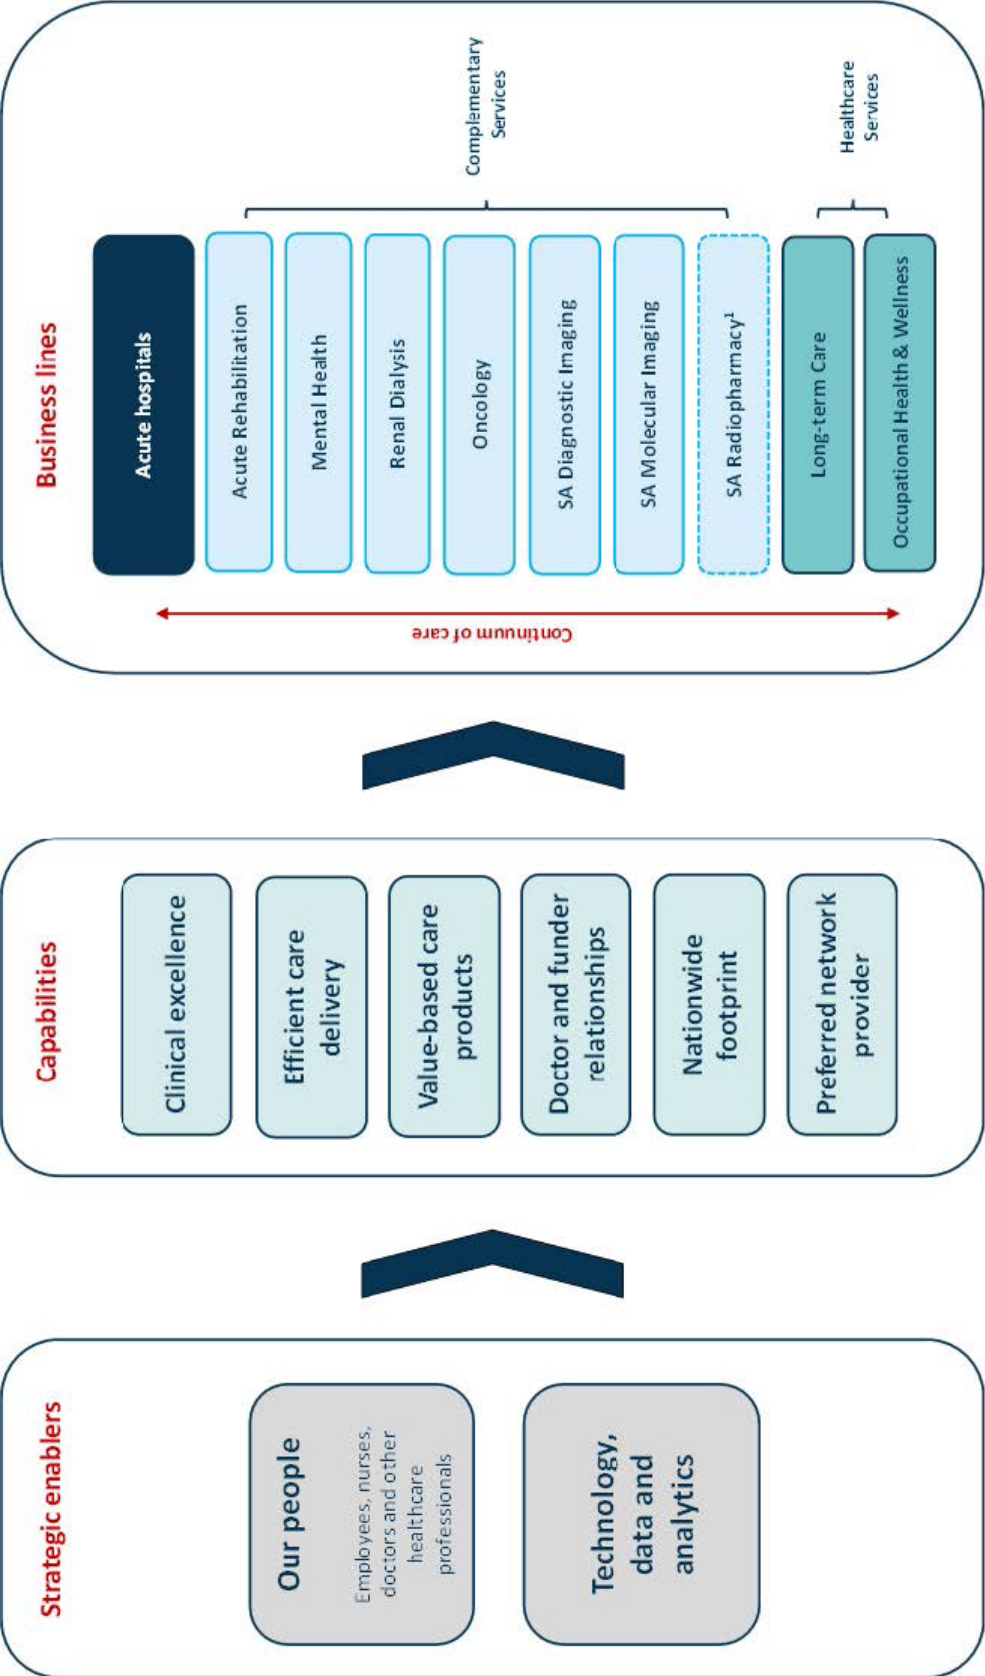 Strategic enablers
Our people
Employees, nurses,
doctors and other
healthcare
professionals
Technology,
data and
analytics
Capabilities
Clinical excellence
Efficient care
delivery
Value-based care
products
Doctor and funder
relationships
Nationwide
footprint
Preferred network
provider
Business lines
Continuum of care
Acute hospitals
Acute Rehabilitation
Mental Health
Renal Dialysis
Oncology
SA Diagnostic Imaging
SA Molecular Imaging
SA Radiopharmacy¹
Long-term Care
Occupational Health & Wellness
Complementary
Services
Healthcare
Services